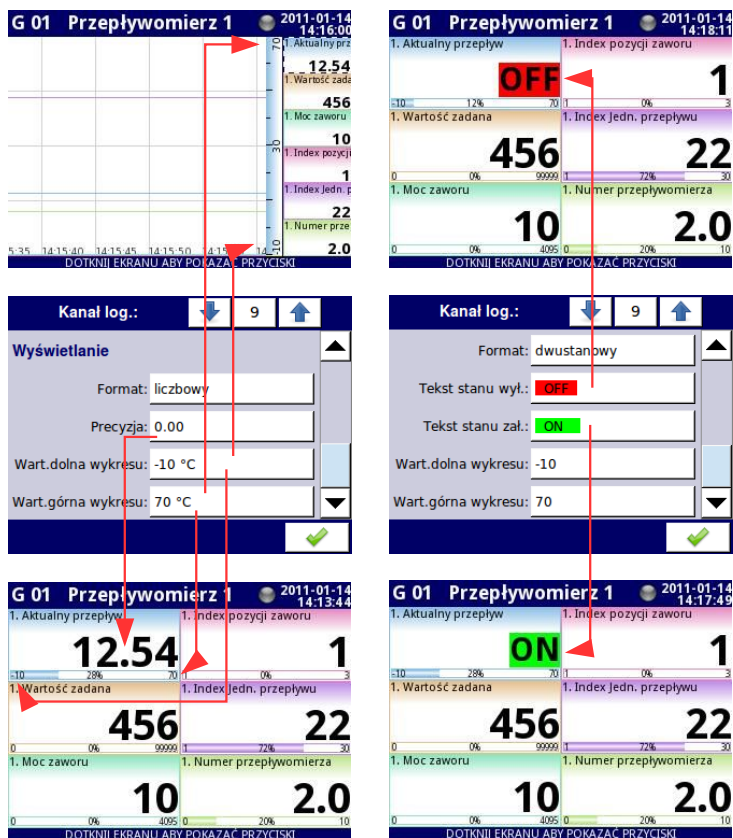 G 01 Przepływomierz 1 2011-01-14 14:16:00
70
1. Aktualny prz
12.54
1. Wartość zada
456
1. Moc zaworu
10
30
1. Index pozycji
1
1. Index Jedn. p
22
1. Numer prze
2.0
-10
5:35 14:15:40 14:15:45 14:15:50 14:15 14
DOTKNIJ EKRANU ABY POKAZAĆ PRZYCISKI
G 01 Przepływomierz 1 2011-01-14 14:18:11
1. Aktualny przepływ 1. Index pozycji zaworu
OFF 1
-10 12% 70 1 0% 3
1. Wartość zadana 1. Index Jedn. przepływu
456 22
0 0% 99999 1 72% 30
1. Moc zaworu 1. Numer przepływomierza
10 2.0
0 0% 4095 0 20% 10
DOTKNIJ EKRANU ABY POKAZAĆ PRZYCISKI
Kanał log.: 9
Wyświetlanie
Format: liczbowy
Precyzja: 0.00
Wart.dolna wykresu: -10 °C
Wart.górna wykresu: 70 °C
Kanał log.: 9
Format: dwustanowy
Tekst stanu wył.: OFF
Tekst stanu zał.: ON
Wart.dolna wykresu: -10
Wart.górna wykresu: 70
G 01 Przepływomierz 1 2011-01-14 14:13:44
1. Aktualny przepływ 1. Index pozycji zaworu
12.54 1
-10 28% 70 1 0% 3
1. Wartość zadana 1. Index Jedn. przepływu
456 22
0 0% 99999 1 72% 30
1. Moc zaworu 1. Numer przepływomierza
10 2.0
0 0% 4095 0 20% 10
DOTKNIJ EKRANU ABY POKAZAĆ PRZYCISKI
G 01 Przepływomierz 1 2011-01-14 14:17:49
1. Aktualny przepływ 1. Index pozycji zaworu
ON 1
-10 28% 70 1 0% 3
1. Wartość zadana 1. Index Jedn. przepływu
456 22
0 0% 99999 1 72% 30
1. Moc zaworu 1. Numer przepływomierza
10 2.0
0 0% 4095 0 20% 10
DOTKNIJ EKRANU ABY POKAZAĆ PRZYCISKI